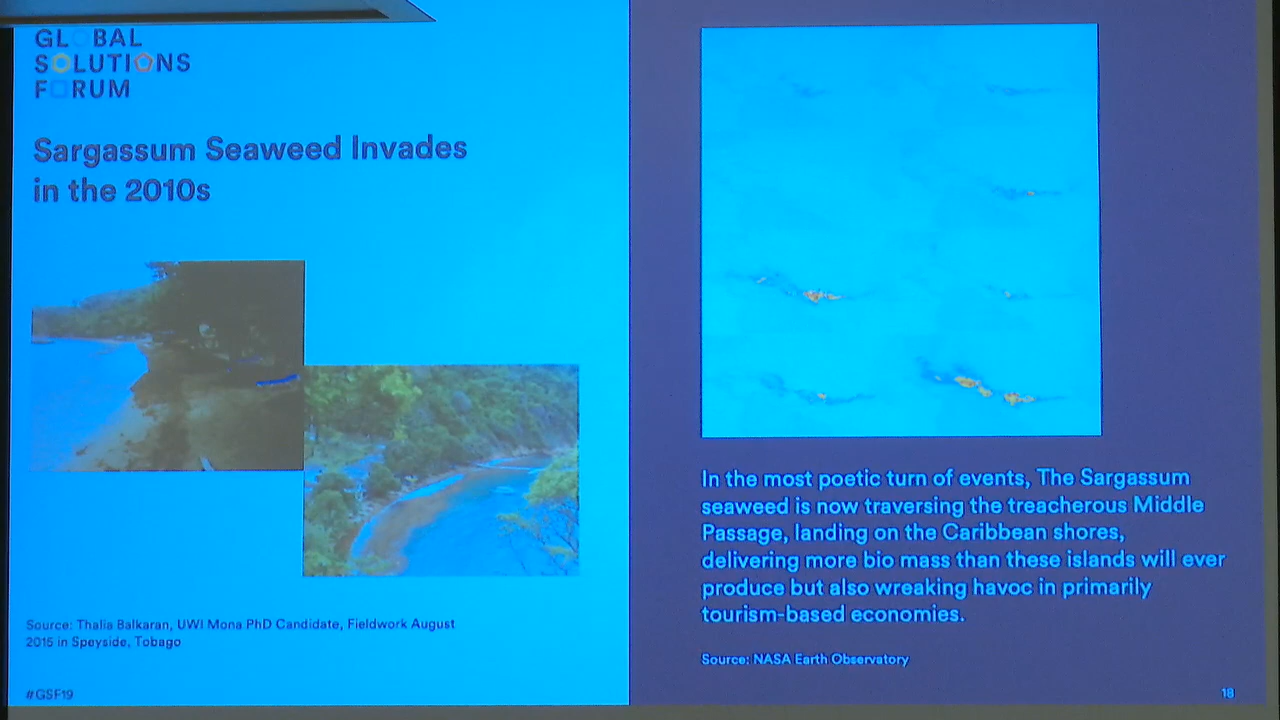 GLOBAL
SOLUTIONS
FORUM
Sargassum Seaweed Invades
in the 2010s
Source: Thalia Balkaran, UWI Mona PhD Candidate, Fieldwork August
2015 in Speyside, Tobago
#GSF19
In the most poetic turn of events, The Sargassum
seaweed is now traversing the treacherous Middle
Passage, landing on the Caribbean shores,
delivering more bio mass than these islands will ever
produce but also wreaking havoc in primarily
tourism-based economies.
Source: NASA Earth Observatory
18